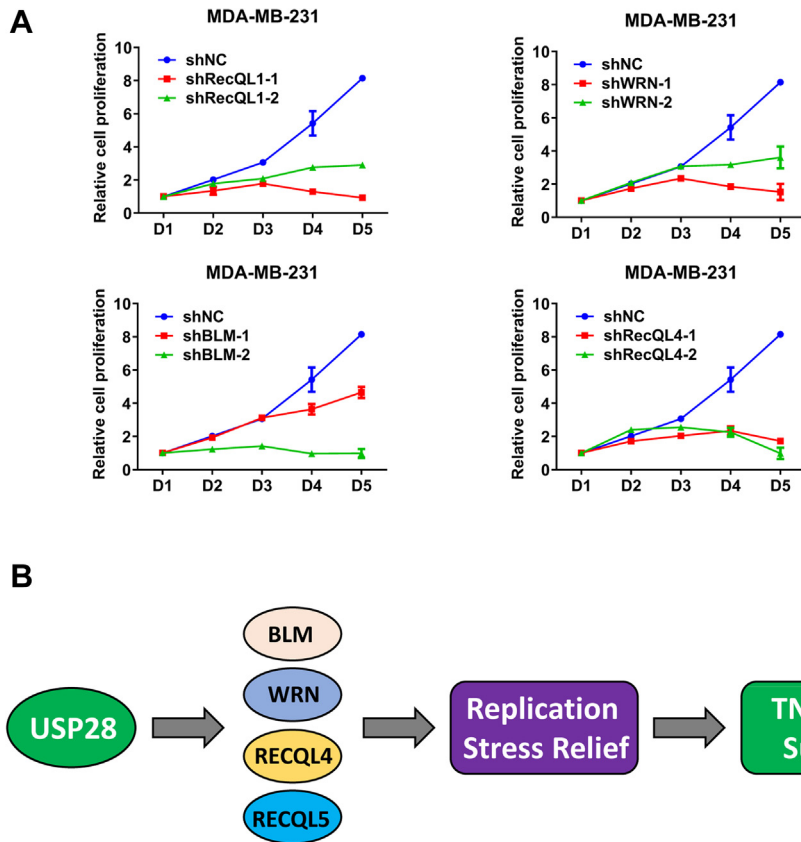 A
MDA-MB-231
Relative cell proliferation
10
8
6
4
2
0
shNC
shRecQL1-1
shRecQL1-2
D1 D2 D3 D4 D5
MDA-MB-231
Relative cell proliferation
10
8
6
4
2
0
shNC
shWRN-1
shWRN-2
D1 D2 D3 D4 D5
MDA-MB-231
Relative cell proliferation
10
8
6
4
2
0
shNC
shBLM-1
shBLM-2
D1 D2 D3 D4 D5
MDA-MB-231
Relative cell proliferation
10
8
6
4
2
0
shNC
shRecQL4-1
shRecQL4-2
D1 D2 D3 D4 D5
B
USP28
BLM
WRN
RECQL4
RECQL5
Replication
Stress Relief